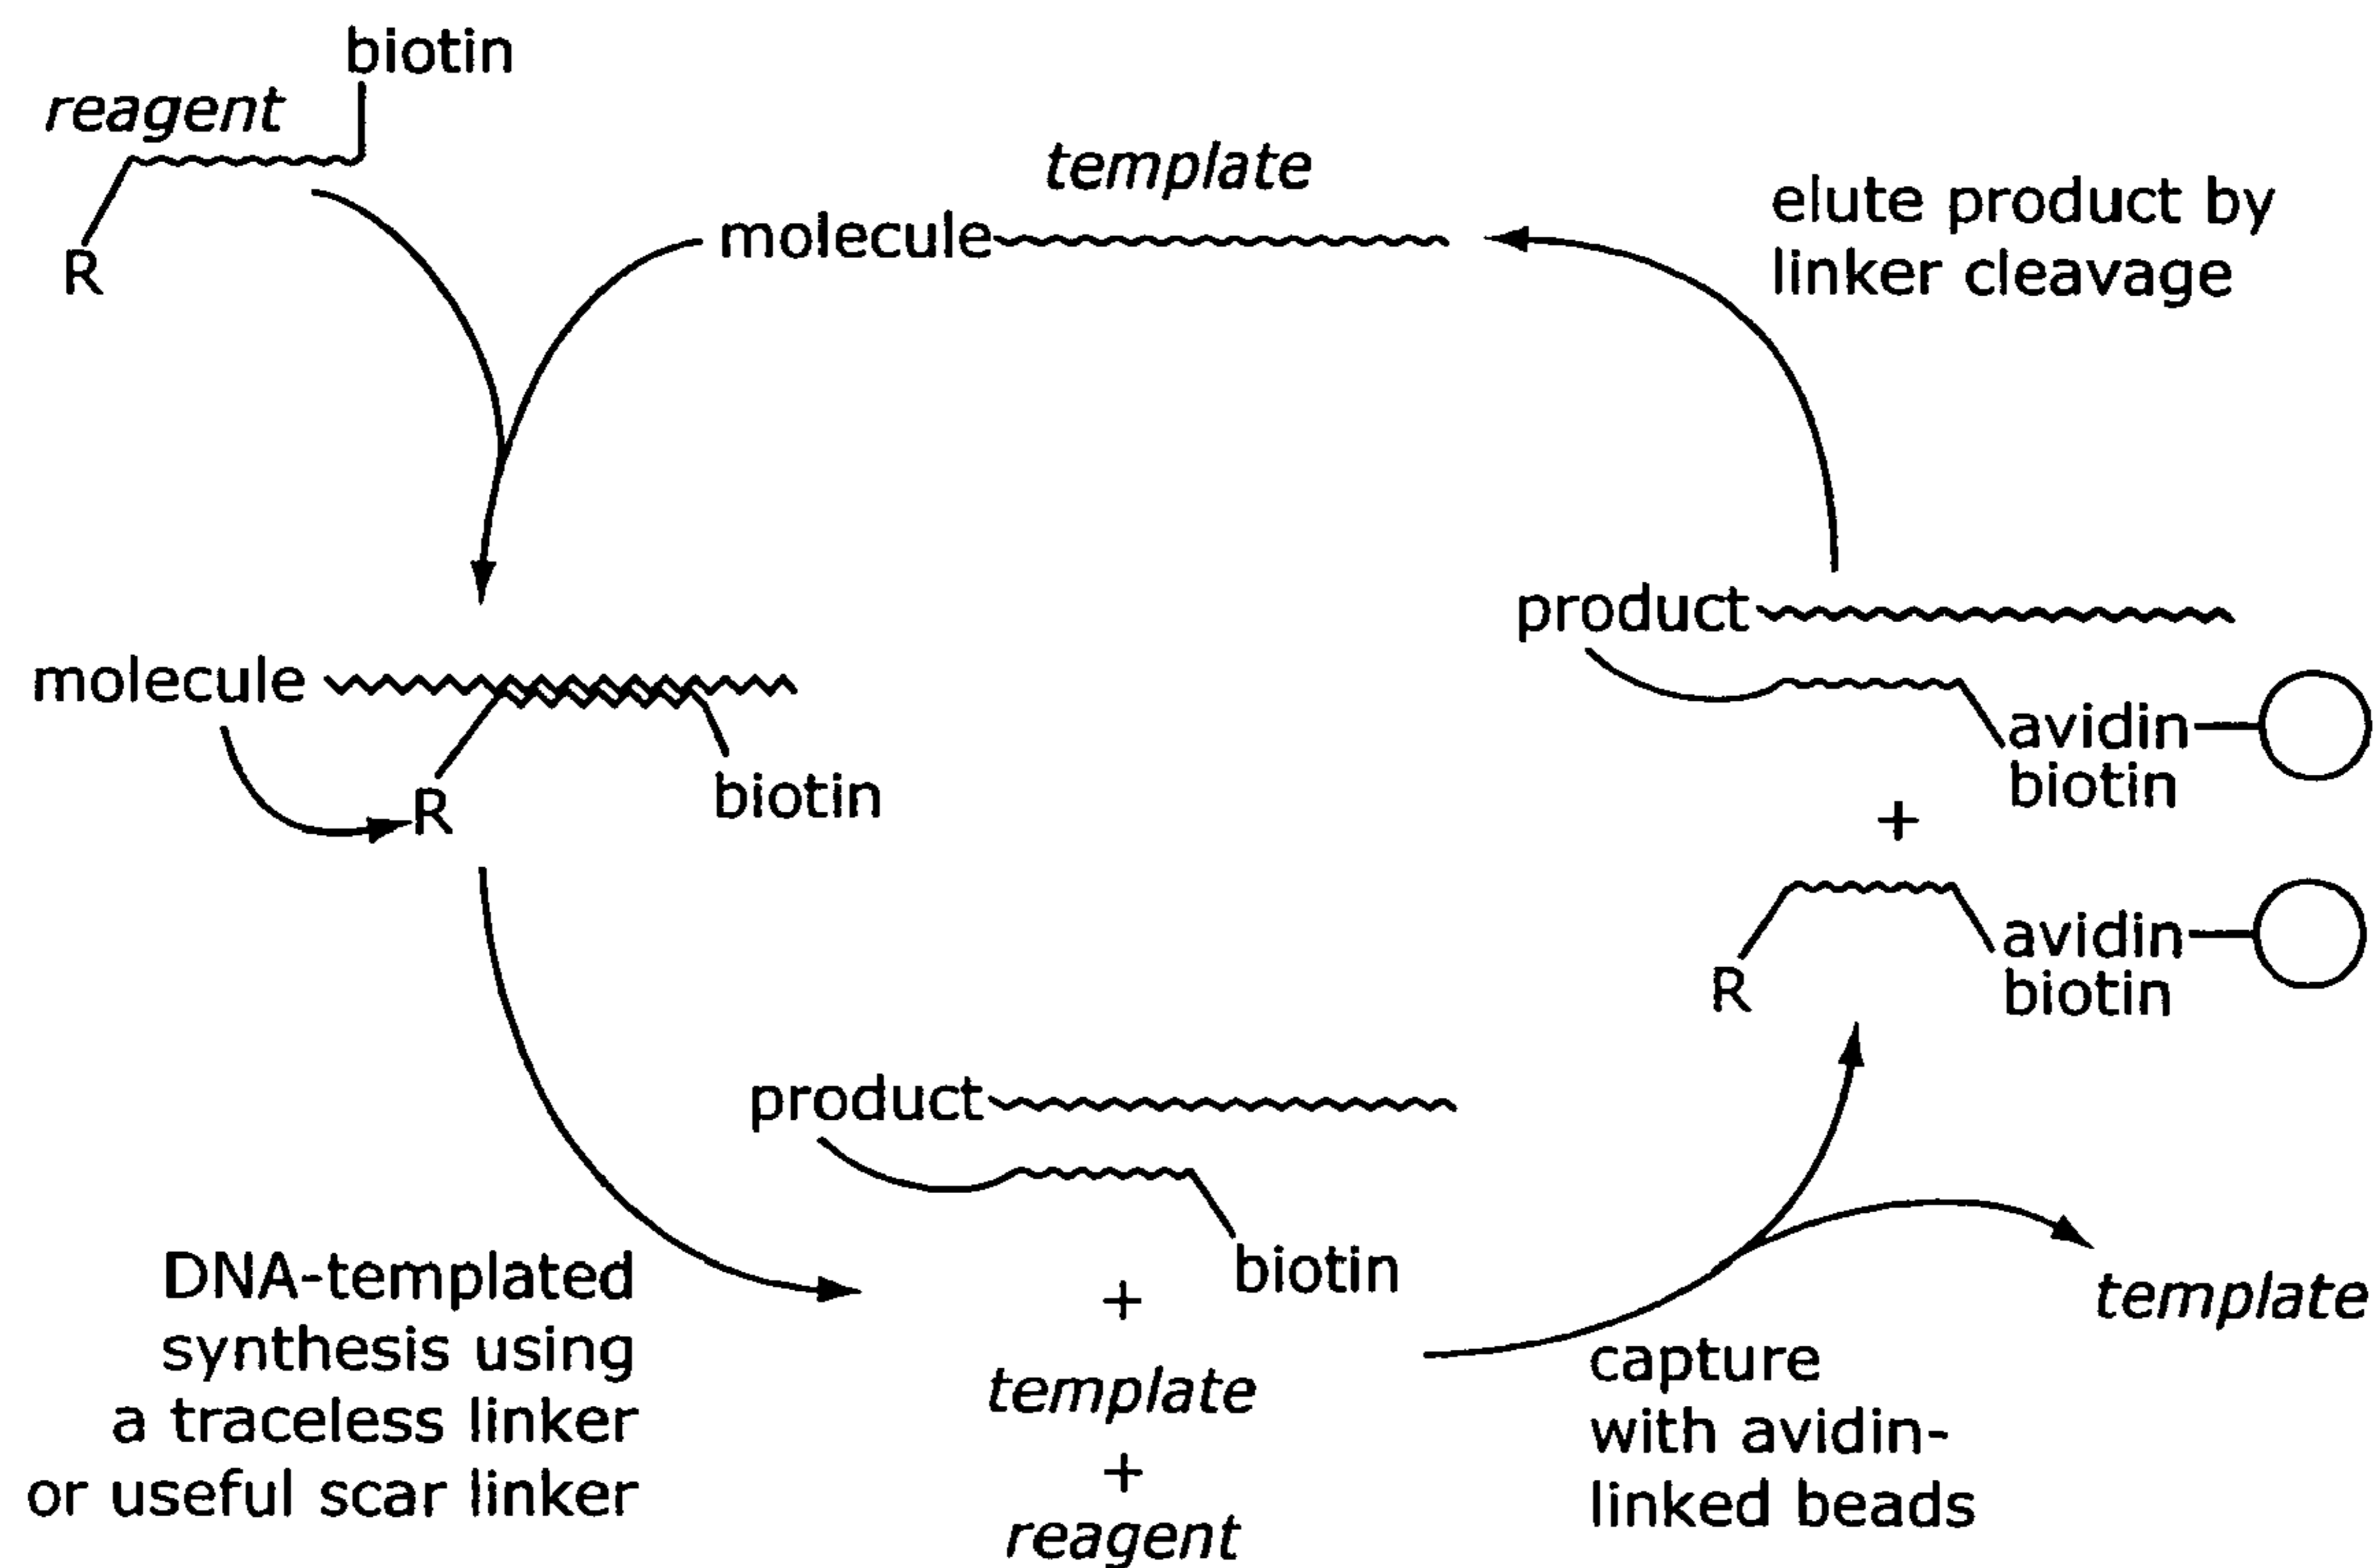 biotin
reagent
R
template
molecule
elute product by
linker cleavage
molecule
R
biotin
product
avidin
biotin
+
R
avidin
biotin
DNA-templated
synthesis using
a traceless linker
or useful scar linker
product
biotin
+
template
+
reagent
capture
with avidin-
linked beads
template